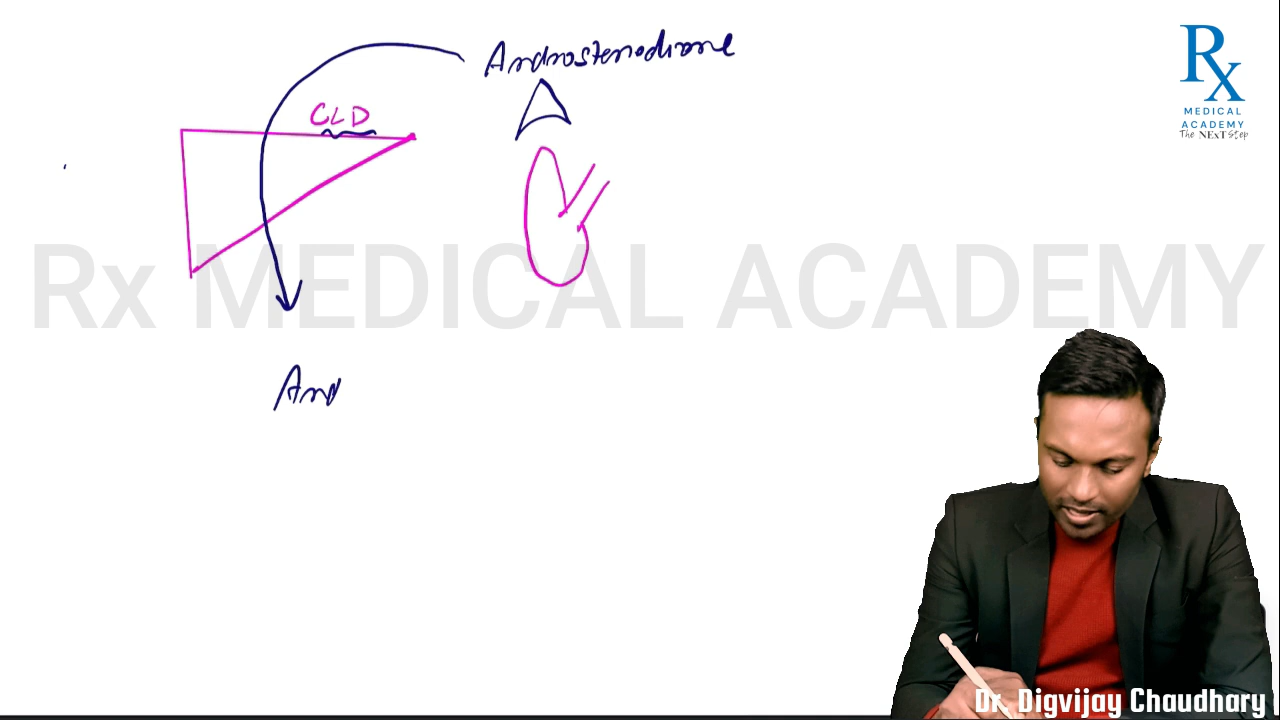 Androstenedione
CLD
And
Rx
MEDICAL
ACADEMY
The NExT Step
Rx MEDICAL ACADEMY
Dr. Digvijay Chaudhary